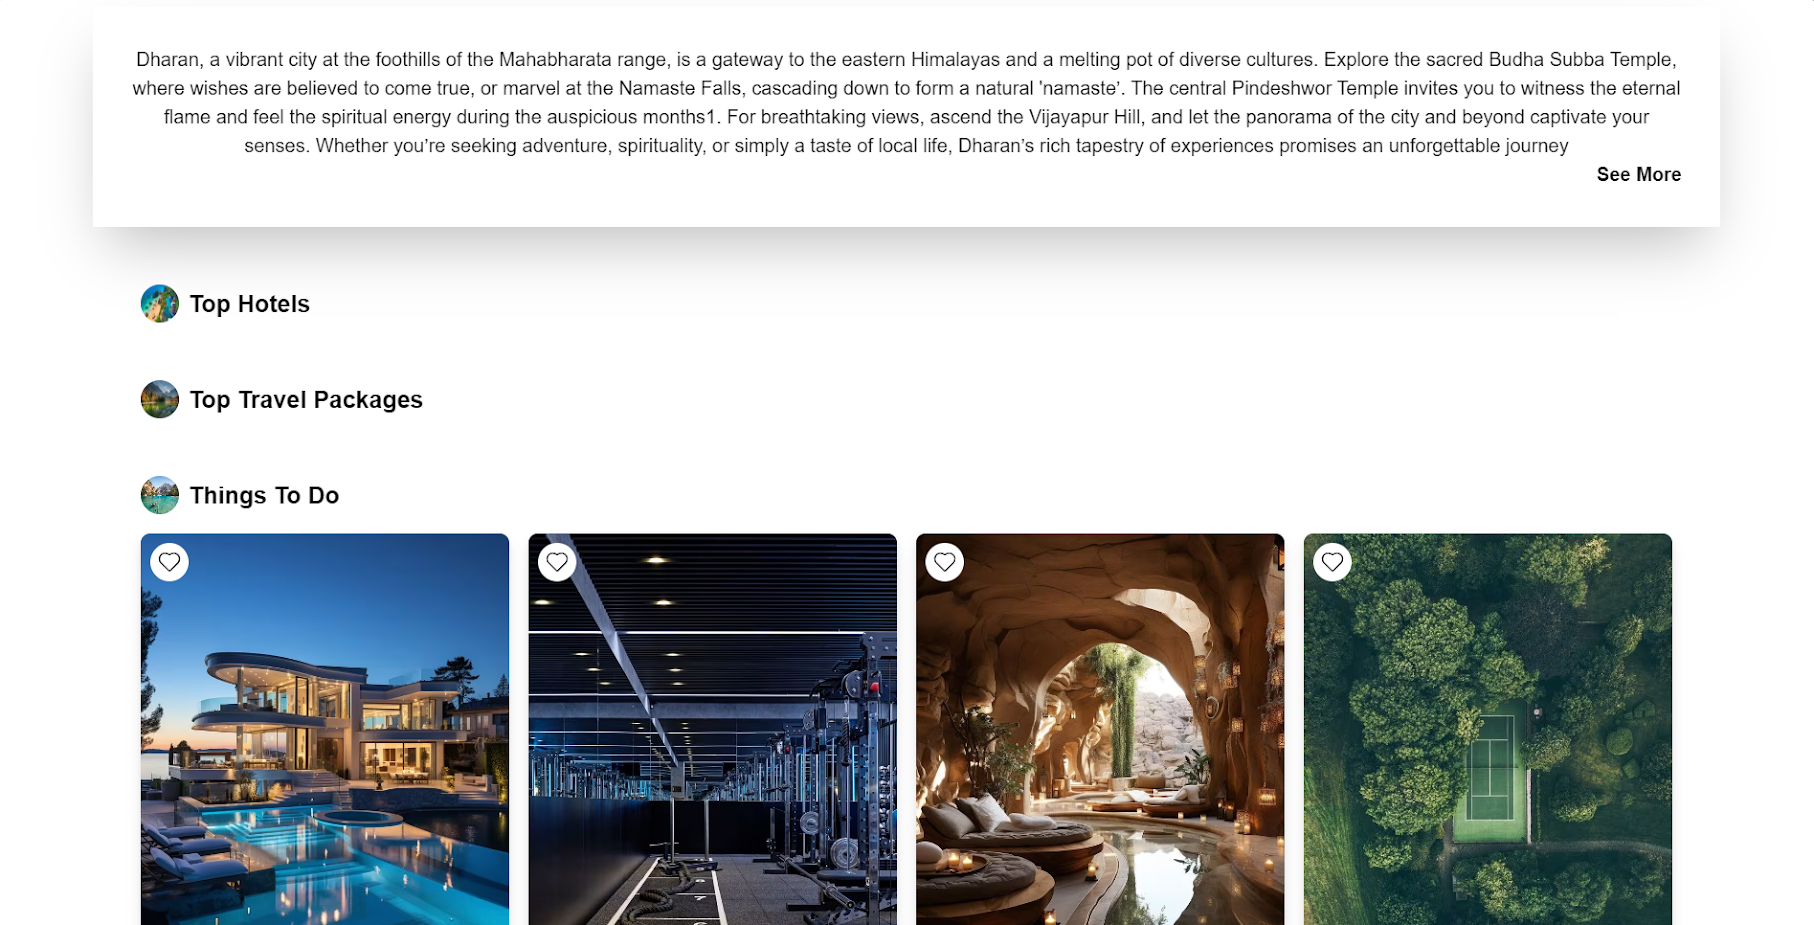 Dharan, a vibrant city at the foothills of the Mahabharata range, is a gateway to the eastern Himalayas and a melting pot of diverse cultures. Explore the sacred Budha Subba Temple,
where wishes are believed to come true, or marvel at the Namaste Falls, cascading down to form a natural 'namaste’. The central Pindeshwor Temple invites you to witness the eternal
flame and feel the spiritual energy during the auspicious months1. For breathtaking views, ascend the Vijayapur Hill, and let the panorama of the city and beyond captivate your
senses. Whether you’re seeking adventure, spirituality, or simply a taste of local life, Dharan’s rich tapestry of experiences promises an unforgettable journey
See More
Top Hotels
Top Travel Packages
Things To Do